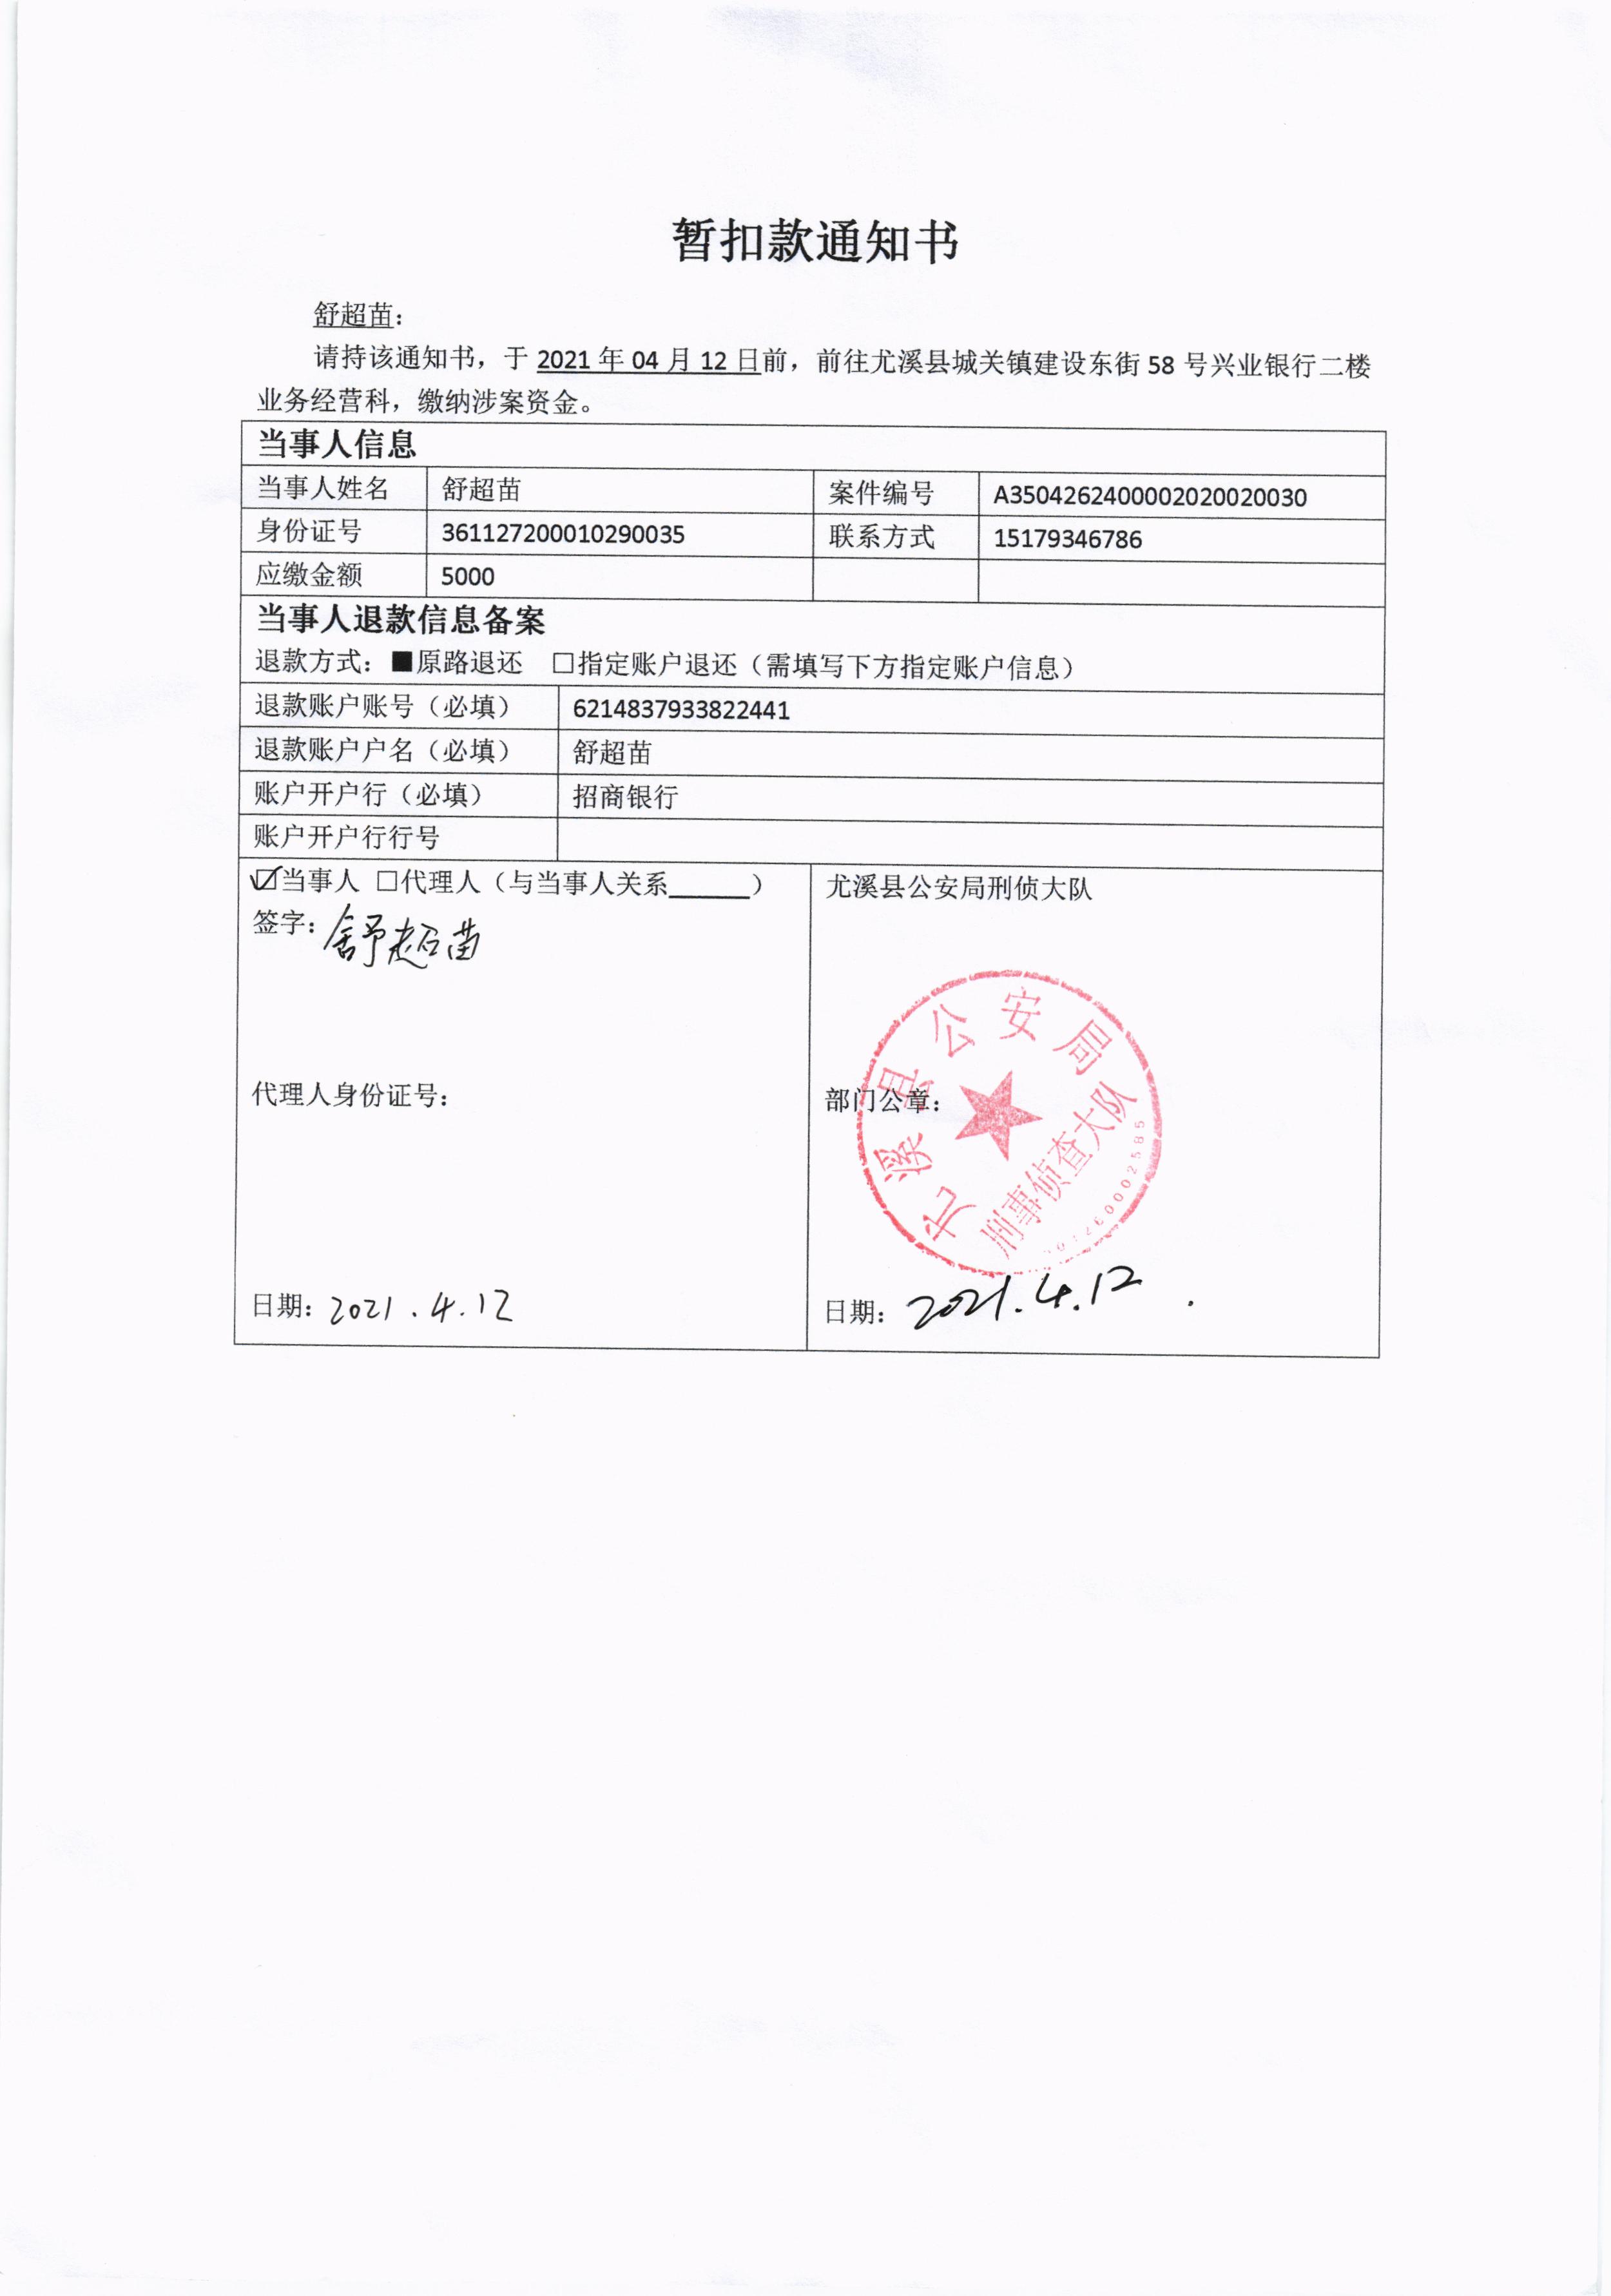 暂扣款通知书
舒超苗：
请持该通知书，于 2021 年 04 月 12 日前，前往尤溪县城关镇建设东街 58 号兴业银行二楼
业务经营科，缴纳涉案资金。
当事人信息
当事人姓名 舒超苗 案件编号 A3504262400002020020030
身份证号 361127200010290035 联系方式 15179346786
应缴金额 5000
当事人退款信息备案
退款方式：■原路退还 □指定账户退还（需填写下方指定账户信息）
退款账户账号（必填） 6214837933822441
退款账户户名（必填） 舒超苗
账户开户行（必填） 招商银行
账户开户行行号
☑当事人 □代理人（与当事人关系______） 尤溪县公安局刑侦大队
签字：舒超苗
尤溪县公安局
刑事侦查大队
代理人身份证号： 部门公章：
日期：2021.4.12 日期：2021.4.12.